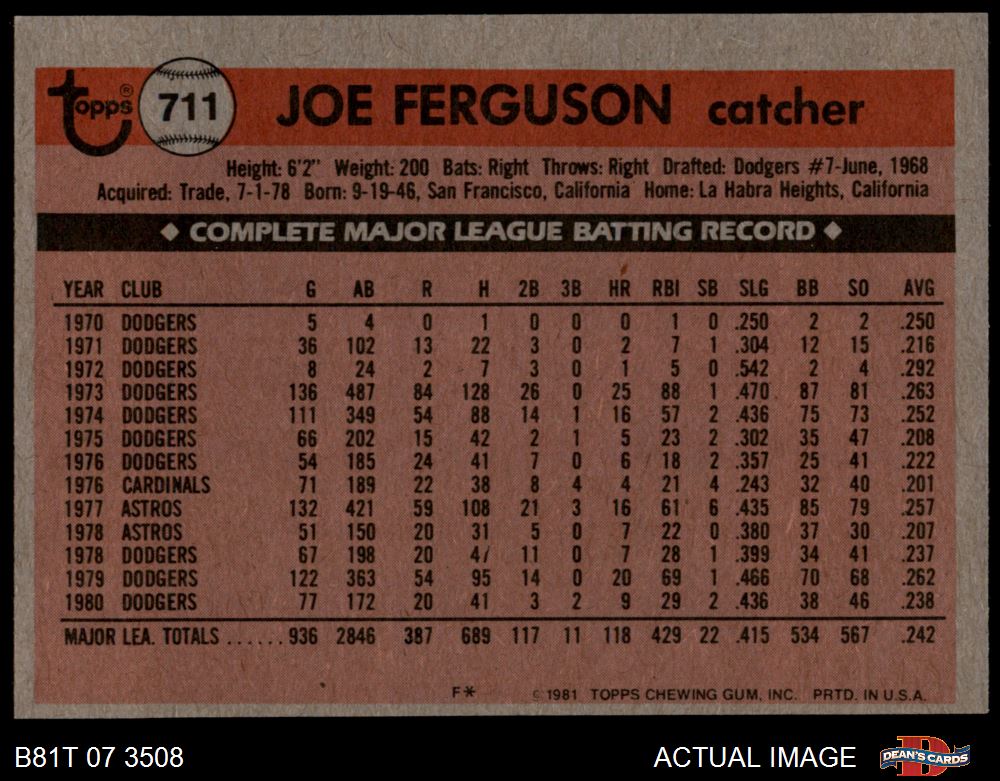 topps® 711 JOE FERGUSON catcher
Height: 6'2" Weight: 200 Bats: Right Throws: Right Drafted: Dodgers #7-June, 1968
Acquired: Trade, 7-1-78 Born: 9-19-46, San Francisco, California Home: La Habra Heights, California
◆ COMPLETE MAJOR LEAGUE BATTING RECORD ◆
YEAR CLUB G AB R H 2B 3B HR RBI SB SLG BB SO AVG
1970 DODGERS 5 4 0 1 0 0 0 1 0 .250 2 2 .250
1971 DODGERS 36 102 13 22 3 0 2 7 1 .304 12 15 .216
1972 DODGERS 8 24 2 7 3 0 1 5 0 .542 2 4 .292
1973 DODGERS 136 487 84 128 26 0 25 88 1 .470 87 81 .263
1974 DODGERS 111 349 54 88 14 1 16 57 2 .436 75 73 .252
1975 DODGERS 66 202 15 42 2 1 5 23 2 .302 35 47 .208
1976 DODGERS 54 185 24 41 7 0 6 18 2 .357 25 41 .222
1976 CARDINALS 71 189 22 38 8 4 4 21 4 .243 32 40 .201
1977 ASTROS 132 421 59 108 21 3 16 61 6 .435 85 79 .257
1978 ASTROS 51 150 20 31 5 0 7 22 0 .380 37 30 .207
1978 DODGERS 67 198 20 47 11 0 7 28 1 .399 34 41 .237
1979 DODGERS 122 363 54 95 14 0 20 69 1 .466 70 68 .262
1980 DODGERS 77 172 20 41 3 2 9 29 2 .436 38 46 .238
MAJOR LEA. TOTALS ...... 936 2846 387 689 117 11 118 429 22 .415 534 567 .242
F* © 1981 TOPPS CHEWING GUM, INC. PRTD. IN U.S.A.
B81T 07 3508 ACTUAL IMAGE DEAN'S CARDS